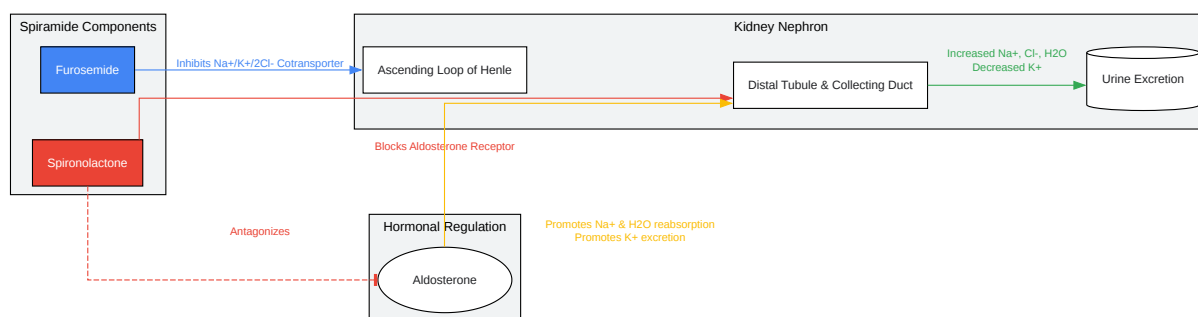 Spiramide Components
Kidney Nephron
Furosemide
Inhibits Na+/K+/2Cl- Cotransporter
Ascending Loop of Henle
Distal Tubule & Collecting Duct
Increased Na+, Cl-, H2O
Decreased K+
Urine Excretion
Spironolactone
Blocks Aldosterone Receptor
Antagonizes
Hormonal Regulation
Promotes Na+ & H2O reabsorption
Promotes K+ excretion
Aldosterone